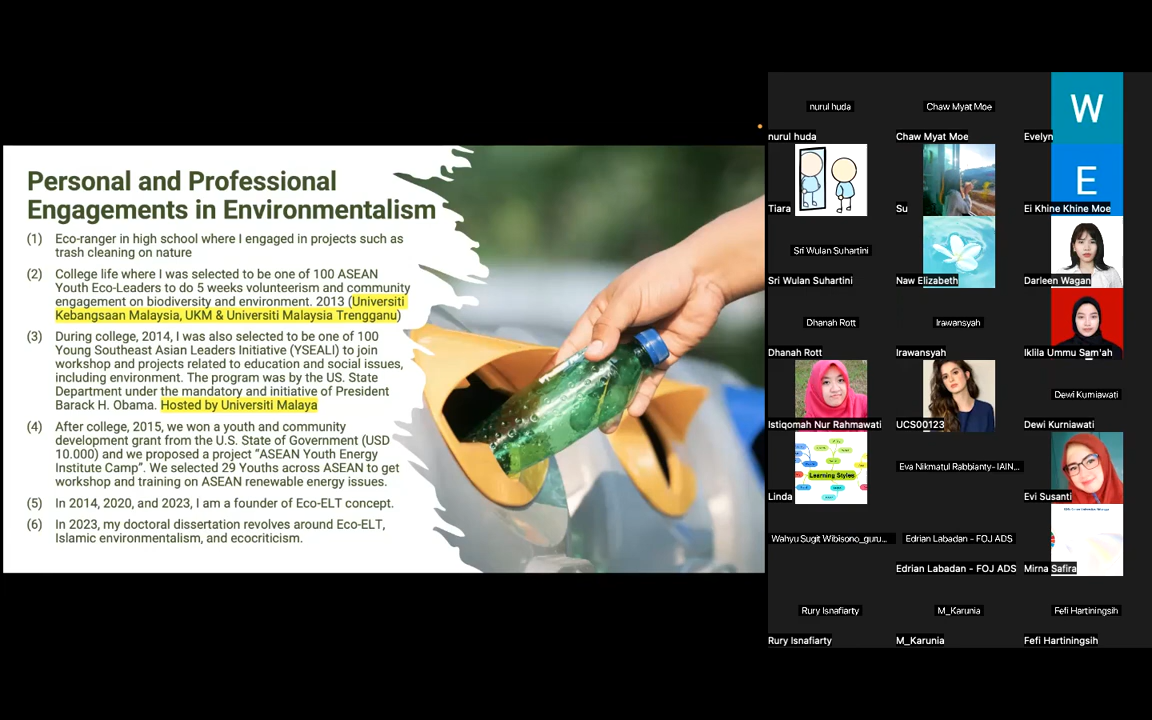 Personal and Professional
Engagements in Environmentalism
(1) Eco-ranger in high school where I engaged in projects such as
trash cleaning on nature
(2) College life where I was selected to be one of 100 ASEAN
Youth Eco-Leaders to do 5 weeks volunteerism and community
engagement on biodiversity and environment. 2013 (Universiti
Kebangsaan Malaysia, UKM & Universiti Malaysia Trengganu)
(3) During college, 2014, I was also selected to be one of 100
Young Southeast Asian Leaders Initiative (YSEALI) to join
workshop and projects related to education and social issues,
including environment. The program was by the US. State
Department under the mandatory and initiative of President
Barack H. Obama. Hosted by Universiti Malaya
(4) After college, 2015, we won a youth and community
development grant from the U.S. State of Government (USD
10.000) and we proposed a project “ASEAN Youth Energy
Institute Camp”. We selected 29 Youths across ASEAN to get
workshop and training on ASEAN renewable energy issues.
(5) In 2014, 2020, and 2023, I am a founder of Eco-ELT concept.
(6) In 2023, my doctoral dissertation revolves around Eco-ELT,
Islamic environmentalism, and ecocriticism.
nurul huda
Chaw Myat Moe
W
nurul huda
Chaw Myat Moe
Evelyn
E
Tiara
Su
Ei Khine Khine Moe
Sri Wulan Suhartini
Sri Wulan Suhartini
Naw Elizabeth
Darleen Wagan
Dhanah Rott
Irawansyah
Dhanah Rott
Irawansyah
Iklila Ummu Sam'ah
Dewi Kurniawati
Istiqomah Nur Rahmawati
UCS00123
Dewi Kurniawati
Learning Styles
Eva Nikmatul Rabbianty- IAIN...
Linda
Evi Susanti
Wahyu Sugit Wibisono_guru...
Edrian Labadan - FOJ ADS
Edrian Labadan - FOJ ADS
Mirna Safira
Rury Isnafiarty
M_Karunia
Fefi Hartiningsih
Rury Isnafiarty
M_Karunia
Fefi Hartiningsih